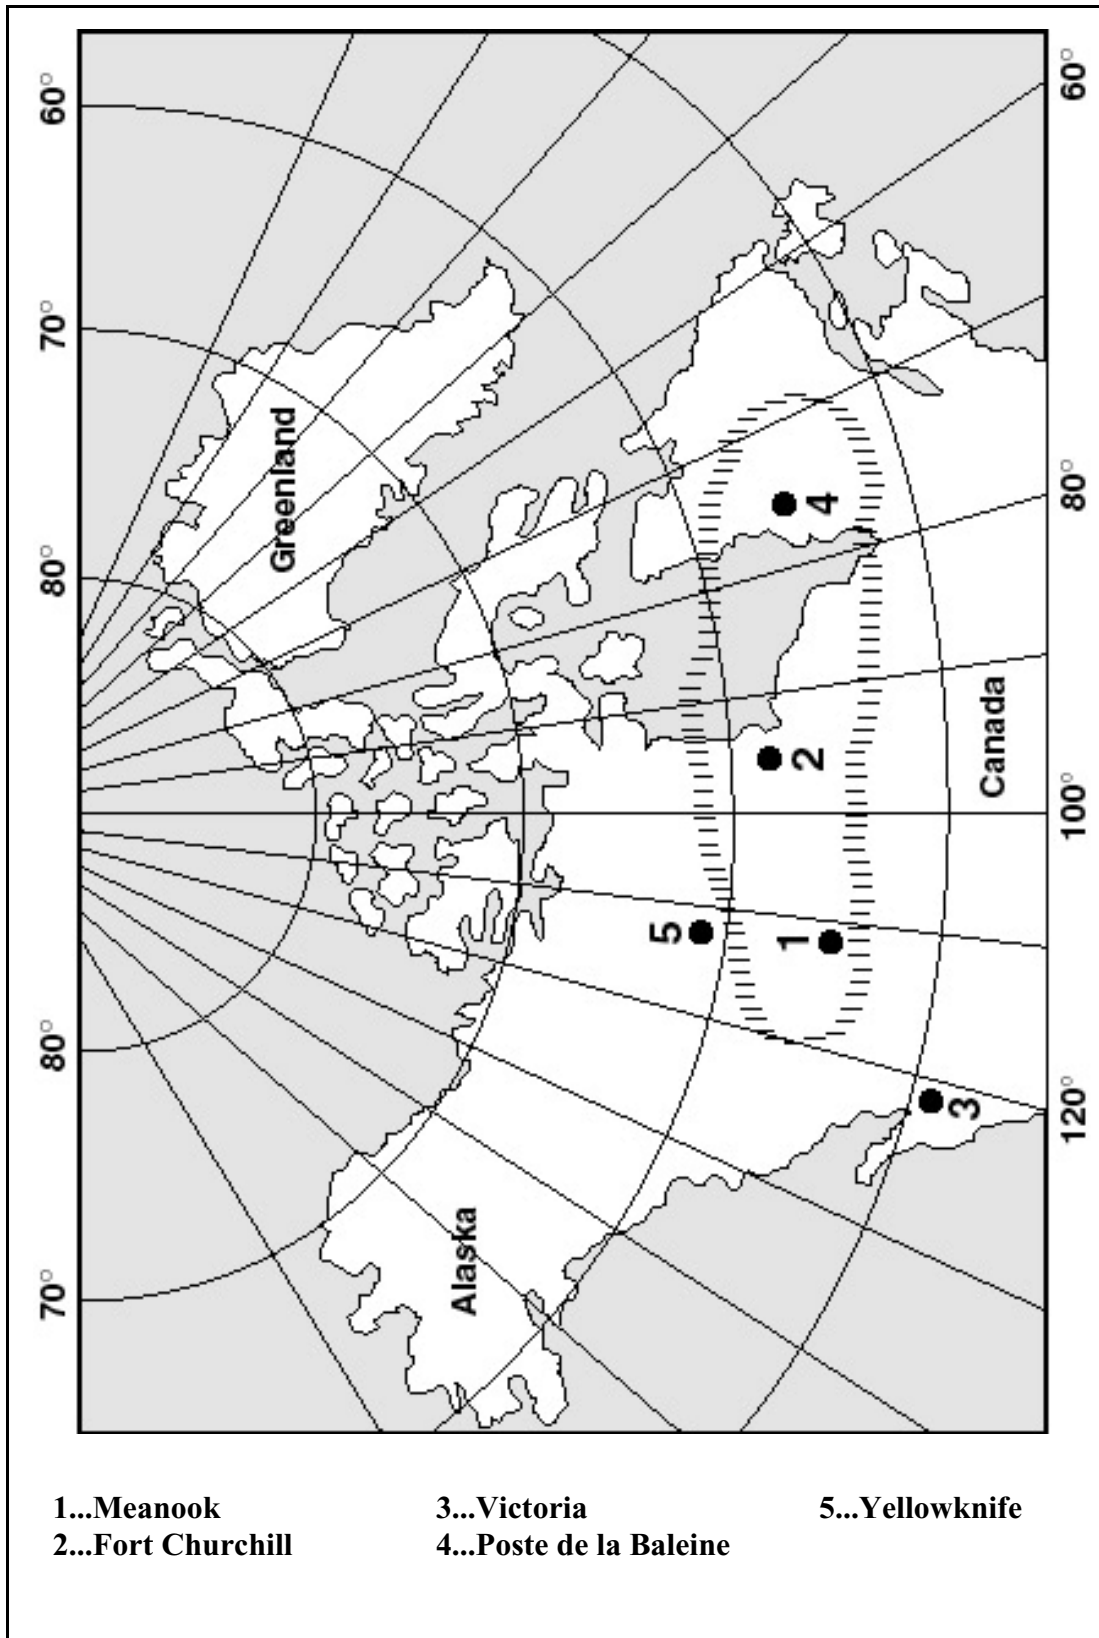 60° 70° 80° 80° 70°
60° 80° 100° 120°
Greenland
Alaska
Canada
1
2
3
4
5
1...Meanook 3...Victoria 5...Yellowknife
2...Fort Churchill 4...Poste de la Baleine